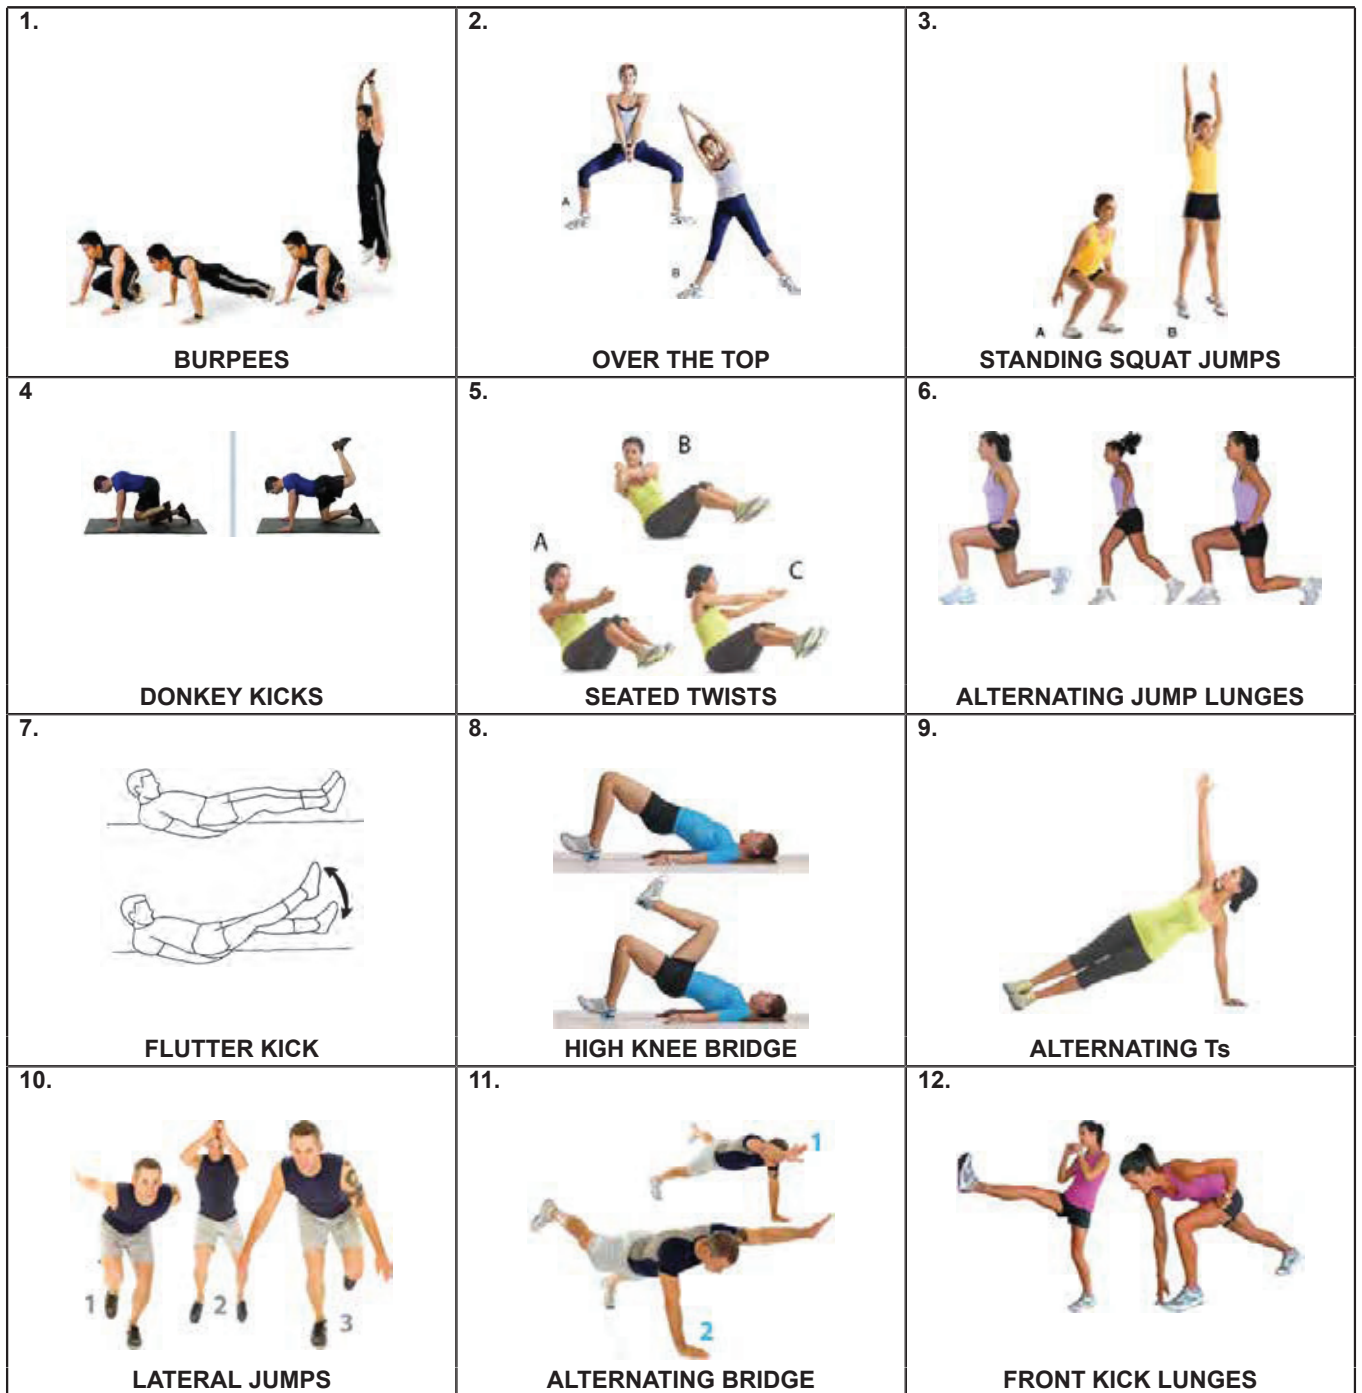 1.
2.
3.
A
B
A
B
BURPEES
OVER THE TOP
STANDING SQUAT JUMPS
4
5.
6.
B
A
C
DONKEY KICKS
SEATED TWISTS
ALTERNATING JUMP LUNGES
7.
8.
9.
FLUTTER KICK
HIGH KNEE BRIDGE
ALTERNATING Ts
10.
11.
12.
1
2
3
1
2
LATERAL JUMPS
ALTERNATING BRIDGE
FRONT KICK LUNGES